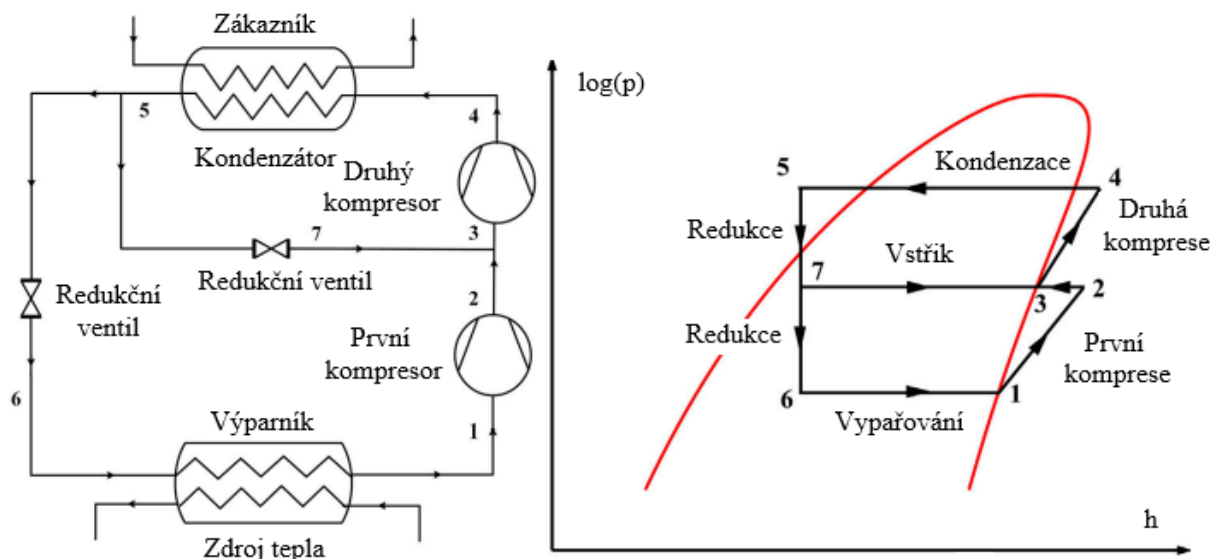 Zákazník
5
4
Kondenzátor
Druhý
kompresor
3
7
Redukční ventil
Redukční
ventil
2
První
kompresor
6
Výparník
1
Zdroj tepla
log(p)
Kondenzace
5
4
Redukce
Druhá
komprese
7
Vstřik
3
2
Redukce
První
komprese
6
1
Vypařování
h